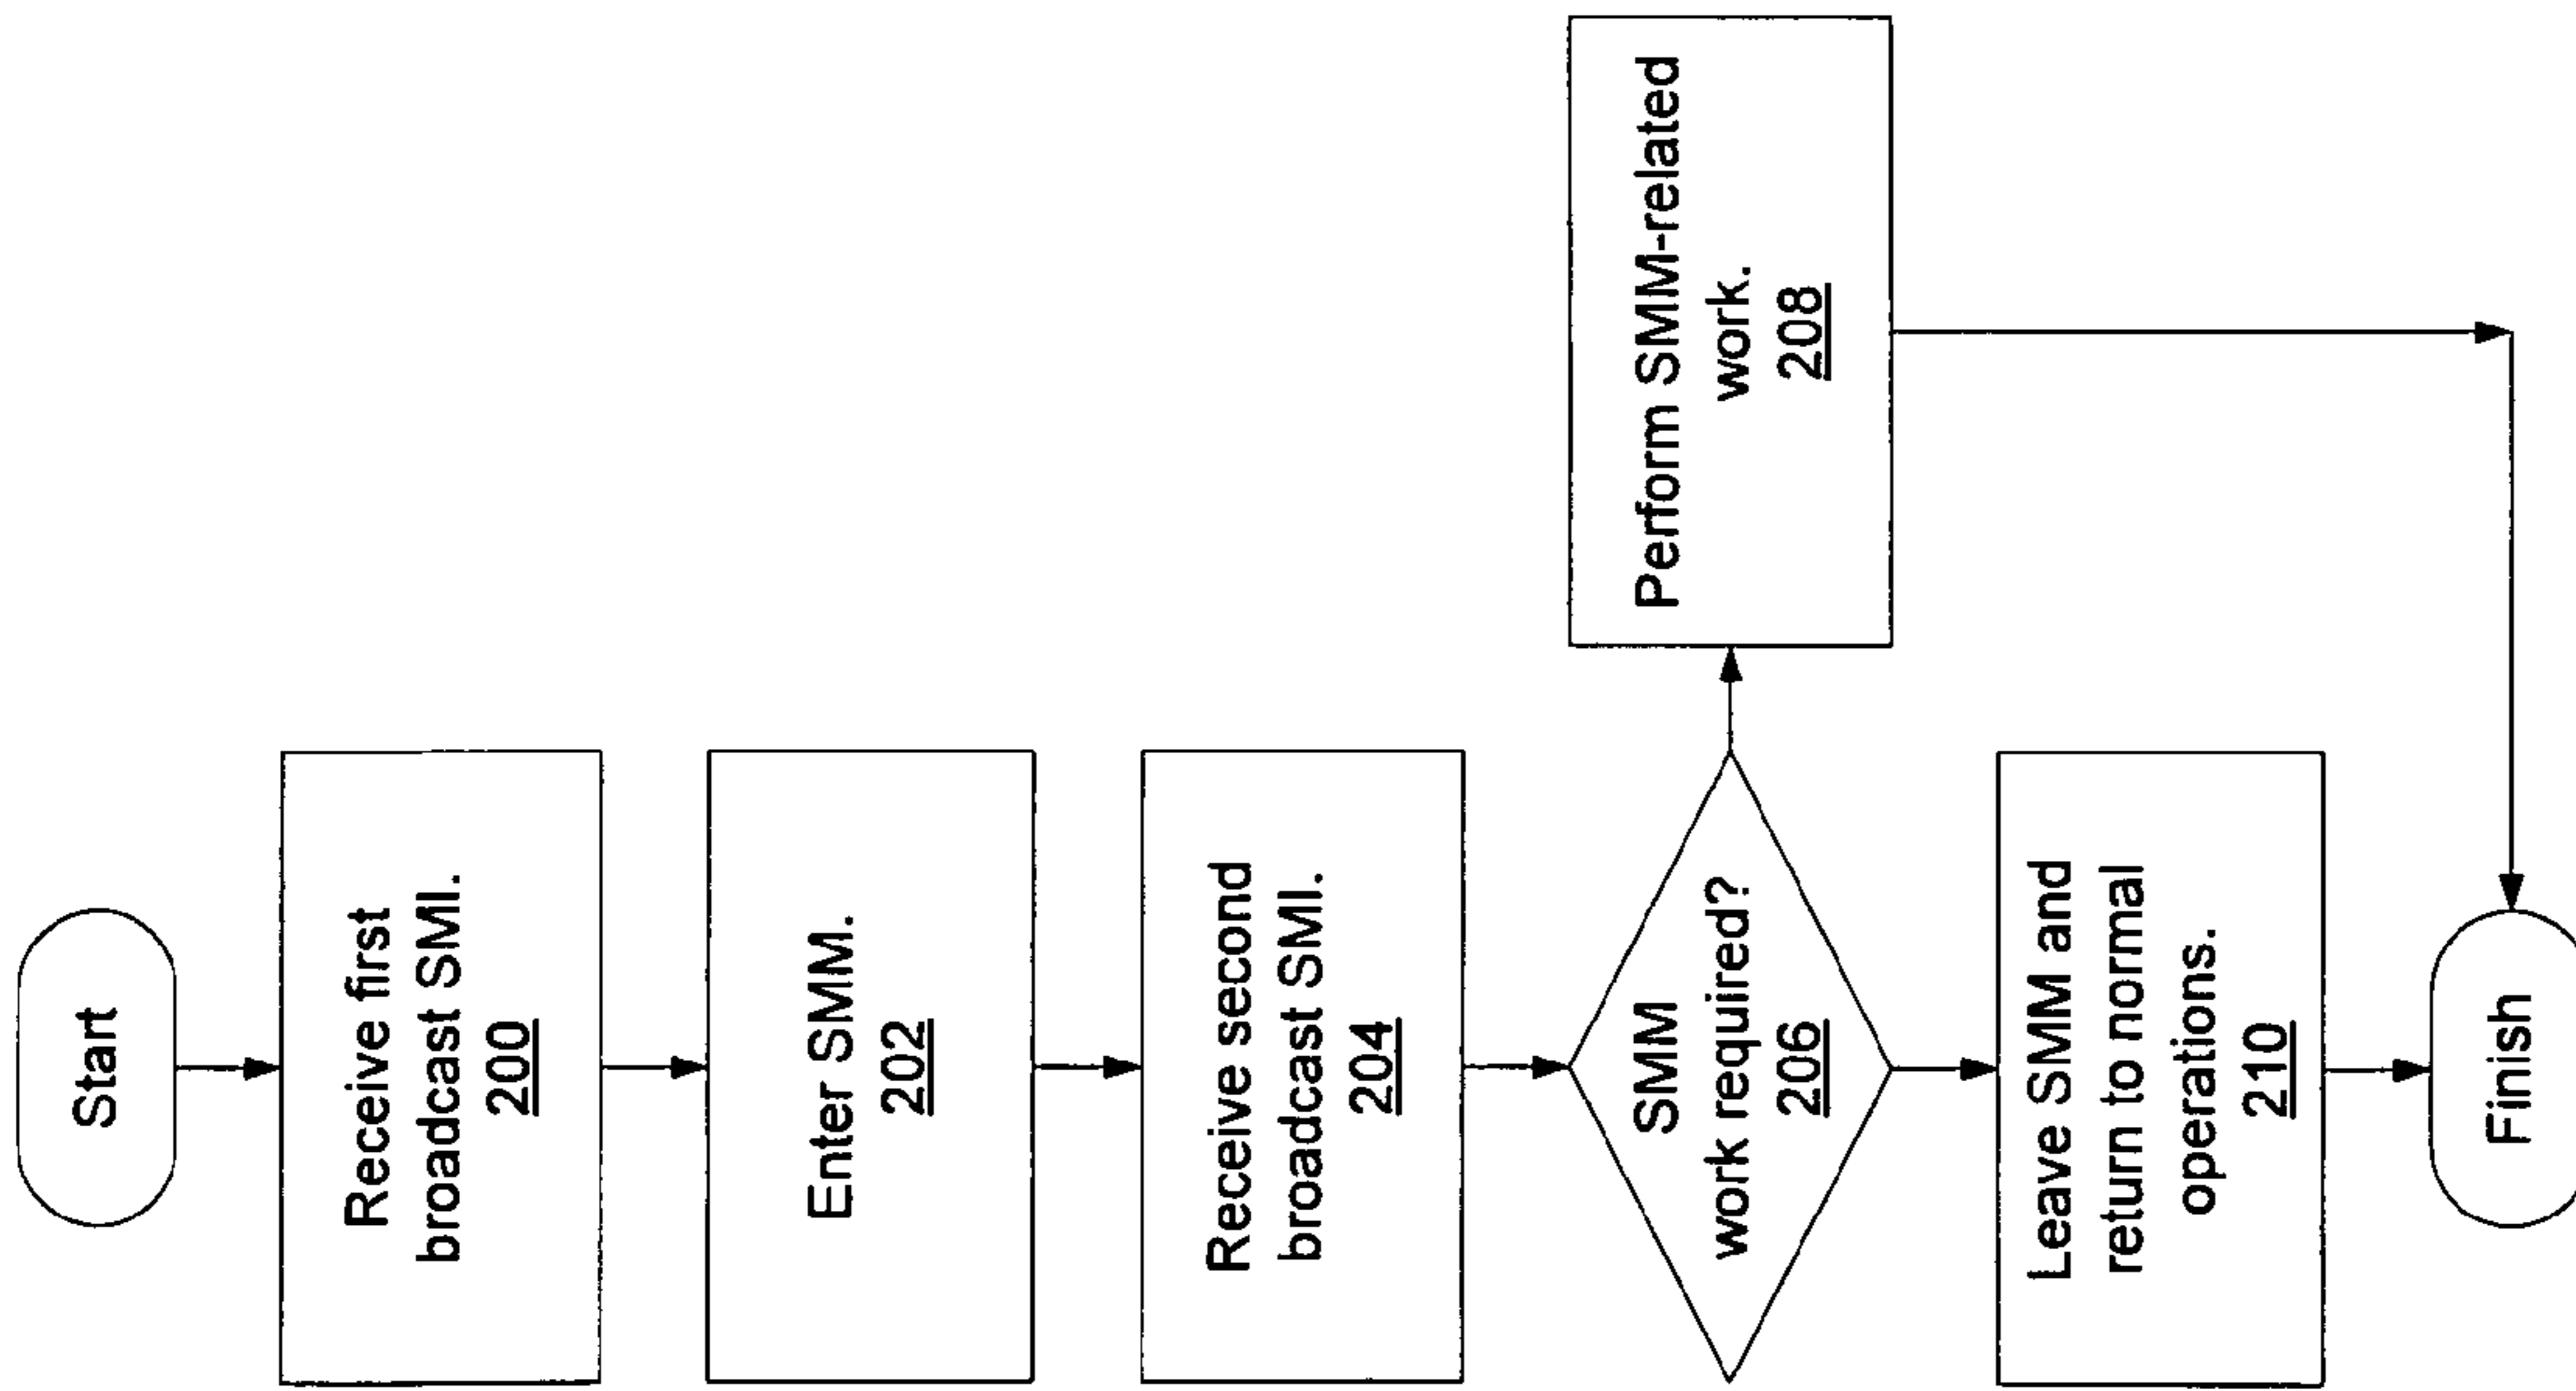 Start
Receive first
broadcast SMI.
200
Enter SMM.
202
Receive second
broadcast SMI.
204
SMM
work required?
206
Perform SMM-related
work.
208
Leave SMM and
return to normal
operations.
210
Finish